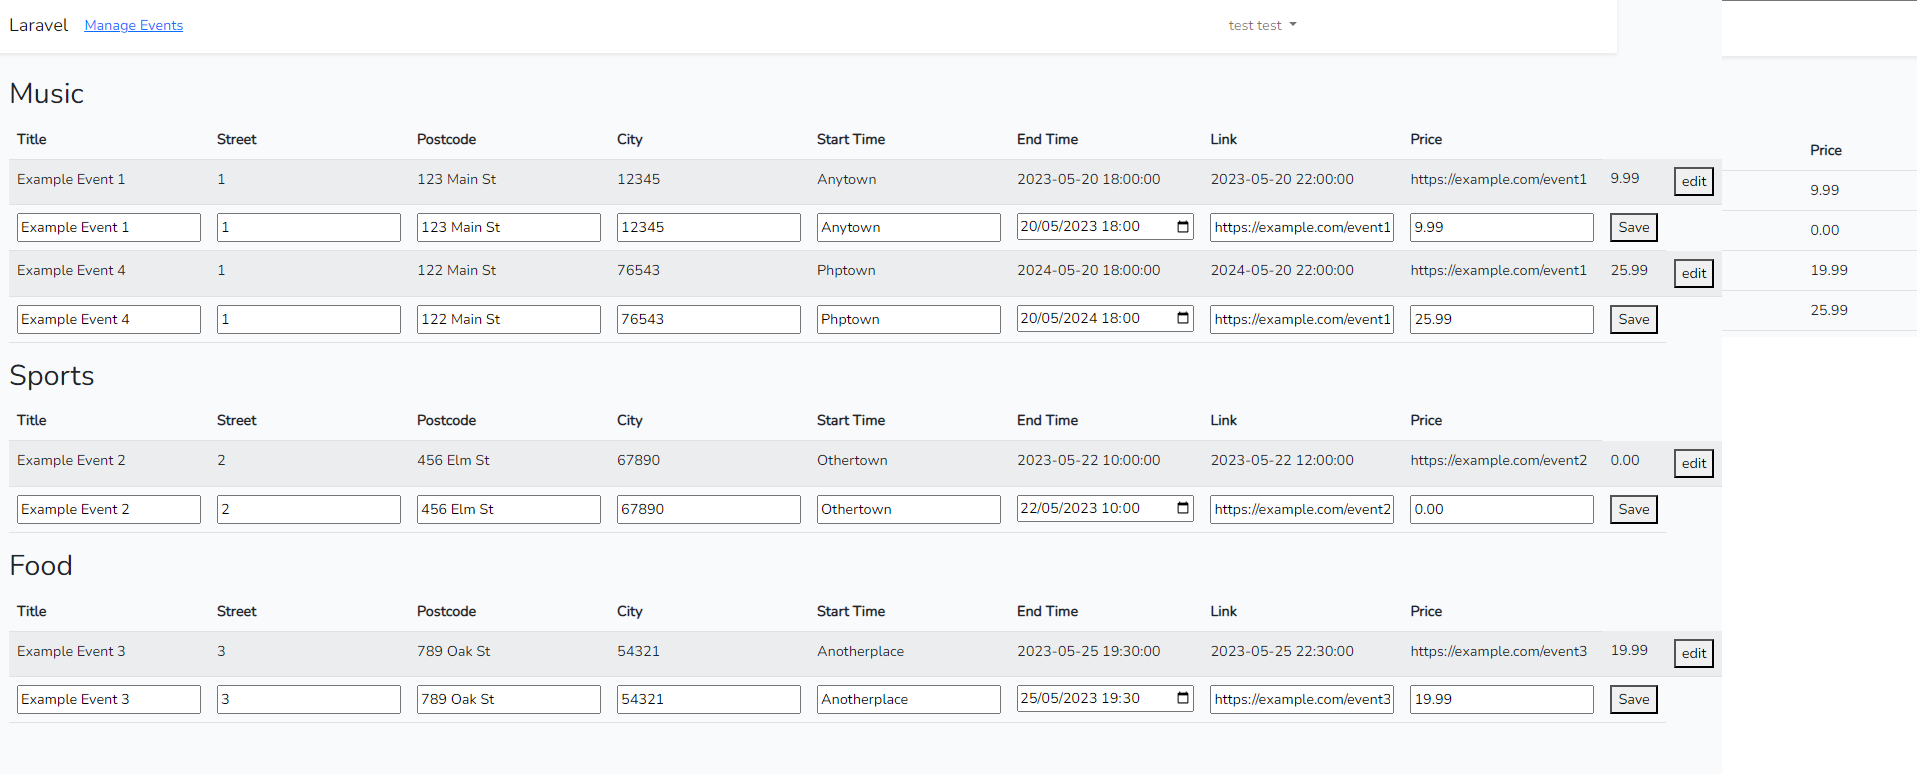 Laravel Manage Events test test
Music
Title Street Postcode City Start Time End Time Link Price
Price
Example Event 1 1 123 Main St 12345 Anytown 2023-05-20 18:00:00 2023-05-20 22:00:00 https://example.com/event1 9.99 edit
9.99
Example Event 1 1 123 Main St 12345 Anytown 20/05/2023 18:00 https://example.com/event1 9.99 Save
0.00
Example Event 4 1 122 Main St 76543 Phptown 2024-05-20 18:00:00 2024-05-20 22:00:00 https://example.com/event1 25.99 edit
19.99
Example Event 4 1 122 Main St 76543 Phptown 20/05/2024 18:00 https://example.com/event1 25.99 Save
25.99
Sports
Title Street Postcode City Start Time End Time Link Price
Example Event 2 2 456 Elm St 67890 Othertown 2023-05-22 10:00:00 2023-05-22 12:00:00 https://example.com/event2 0.00 edit
Example Event 2 2 456 Elm St 67890 Othertown 22/05/2023 10:00 https://example.com/event2 0.00 Save
Food
Title Street Postcode City Start Time End Time Link Price
Example Event 3 3 789 Oak St 54321 Anotherplace 2023-05-25 19:30:00 2023-05-25 22:30:00 https://example.com/event3 19.99 edit
Example Event 3 3 789 Oak St 54321 Anotherplace 25/05/2023 19:30 https://example.com/event3 19.99 Save